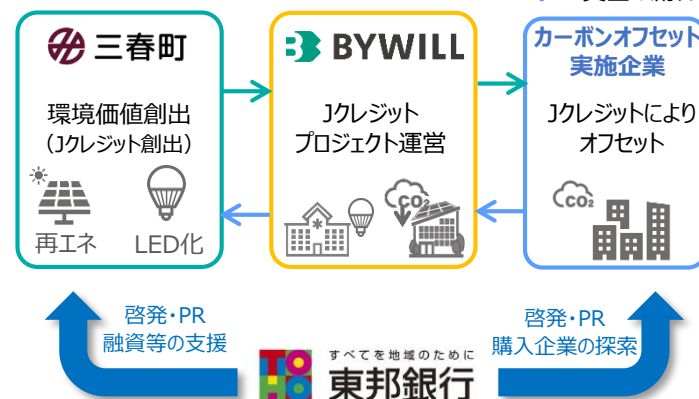 三春町
環境価値創出
（Jクレジット創出）
再エネ
LED化
BYWILL
Jクレジット
プロジェクト運営
CO₂
カーボンオフセット
実施企業
Jクレジットにより
オフセット
CO₂
啓発・PR
融資等の支援
啓発・PR
購入企業の探索
TO
HO
すべてを地域のために
東邦銀行